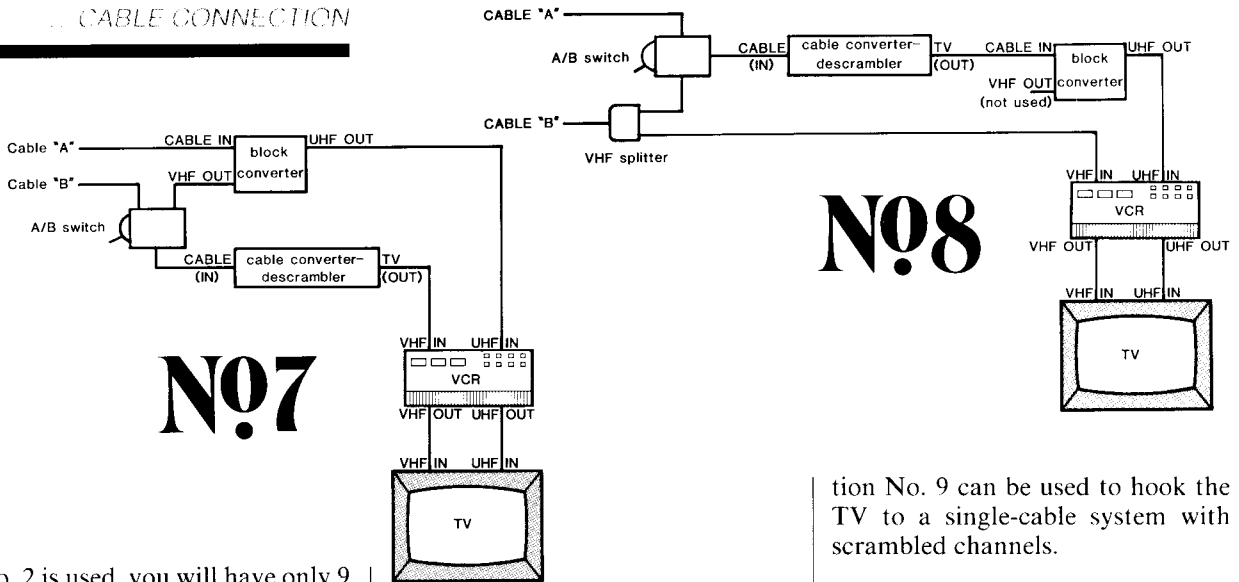 ... CABLE CONNECTION
Cable "A"
CABLE IN
UHF OUT
block
converter
Cable "B"
VHF OUT
A/B switch
CABLE
(IN)
cable converter–
descrambler
TV
(OUT)
VHF IN UHF IN
VCR
VHF OUT UHF OUT
VHF IN UHF IN
TV
No7
o. 2 is used, you will have only 9
CABLE "A"
A/B switch
CABLE
(IN)
cable converter–
descrambler
TV
(OUT)
CABLE IN
UHF OUT
block
converter
VHF OUT
(not used)
CABLE "B"
VHF splitter
VHF IN UHF IN
VCR
VHF OUT UHF OUT
VHF IN UHF IN
TV
No8
tion No. 9 can be used to hook the
TV to a single-cable system with
scrambled channels.